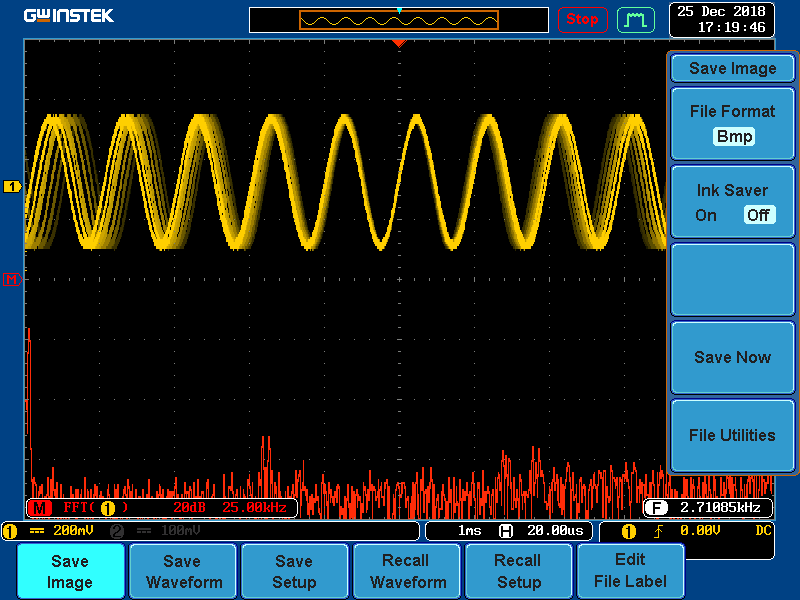 GWINSTEK
Stop
25 Dec 2018
17:19:46
Save Image
File Format
Bmp
Ink Saver
On Off
Save Now
File Utilities
1
M
M FFT( 1 ) 20dB 25.00kHz
F 2.71085kHz
1 200mV 2 100mV
1ms H 20.00us
1 0.00V DC
Save
Image
Save
Waveform
Save
Setup
Recall
Waveform
Recall
Setup
Edit
File Label